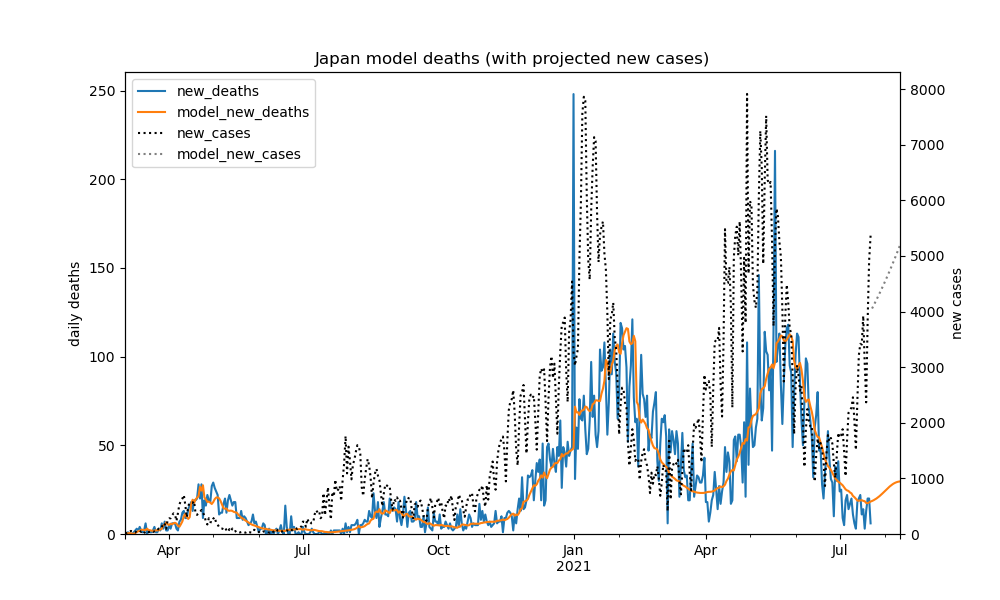 Japan model deaths (with projected new cases)
new_deaths
model_new_deaths
new_cases
model_new_cases
daily deaths
250
200
150
100
50
0
8000
7000
6000
5000
4000
3000
2000
1000
0
new cases
Apr
Jul
Oct
Jan
2021
Apr
Jul